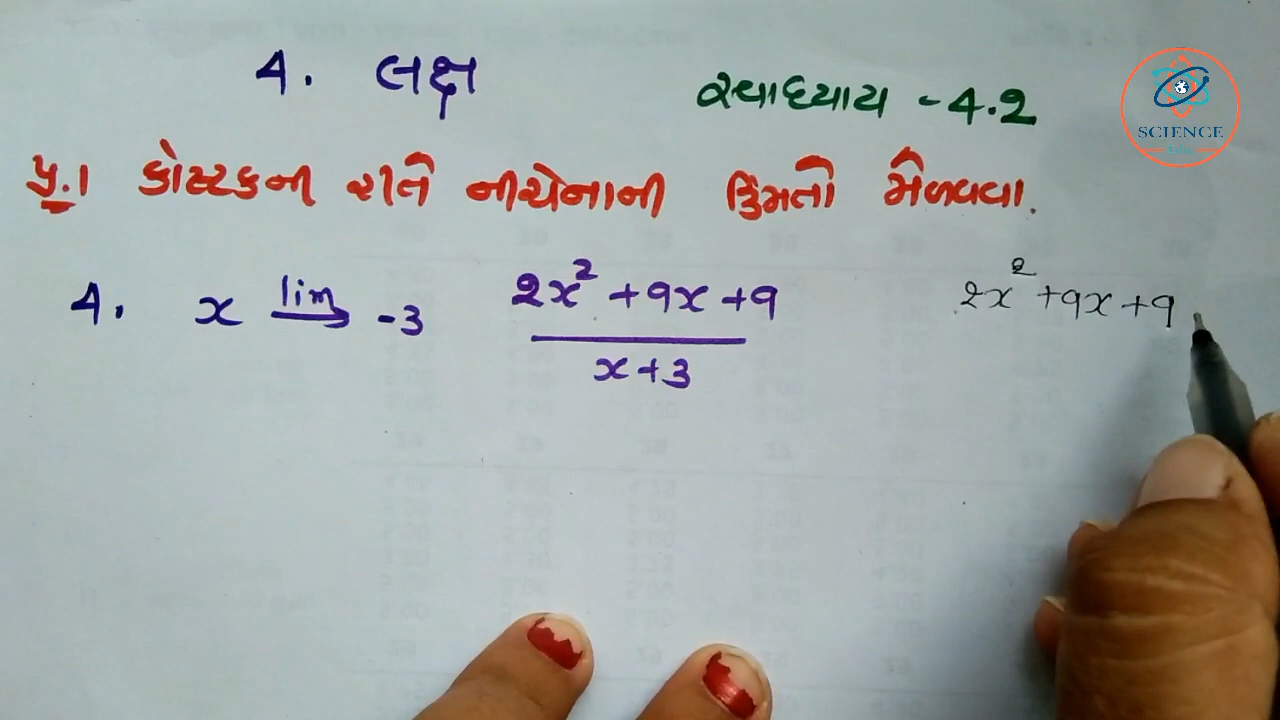 4. લક્ષ
સ્વાધ્યાય - 4.2
પ્ર.1 કોષ્ટકની રીતે નીચેનાની કિંમતો મેળવવા.
4. x lim→ -3 2x² + 9x + 9
x + 3
2x² + 9x + 9
SCIENCE